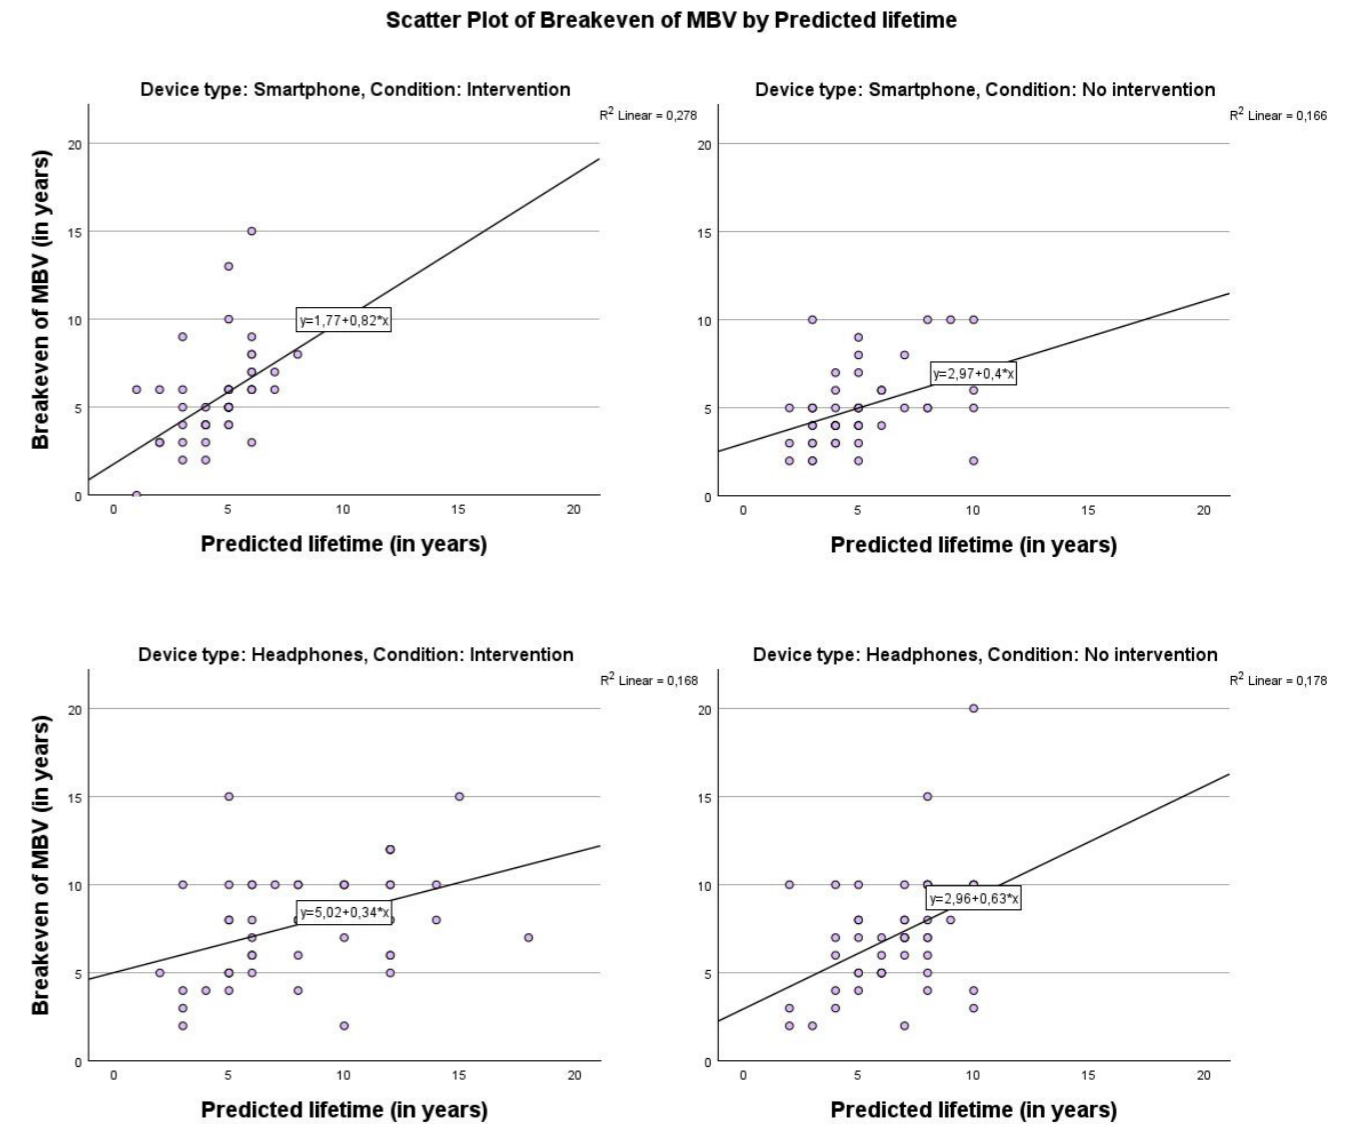 Scatter Plot of Breakeven of MBV by Predicted lifetime
Device type: Smartphone, Condition: Intervention
R2 Linear = 0,278
Breakeven of MBV (in years)
20
15
10
5
0
y=1,77+0,82*x
0 5 10 15 20
Predicted lifetime (in years)
Device type: Smartphone, Condition: No intervention
R2 Linear = 0,166
20
15
10
5
0
y=2,97+0,4*x
0 5 10 15 20
Predicted lifetime (in years)
Device type: Headphones, Condition: Intervention
R2 Linear = 0,168
Breakeven of MBV (in years)
20
15
10
5
0
y=5,02+0,34*x
0 5 10 15 20
Predicted lifetime (in years)
Device type: Headphones, Condition: No intervention
R2 Linear = 0,178
20
15
10
5
0
y=2,96+0,63*x
0 5 10 15 20
Predicted lifetime (in years)